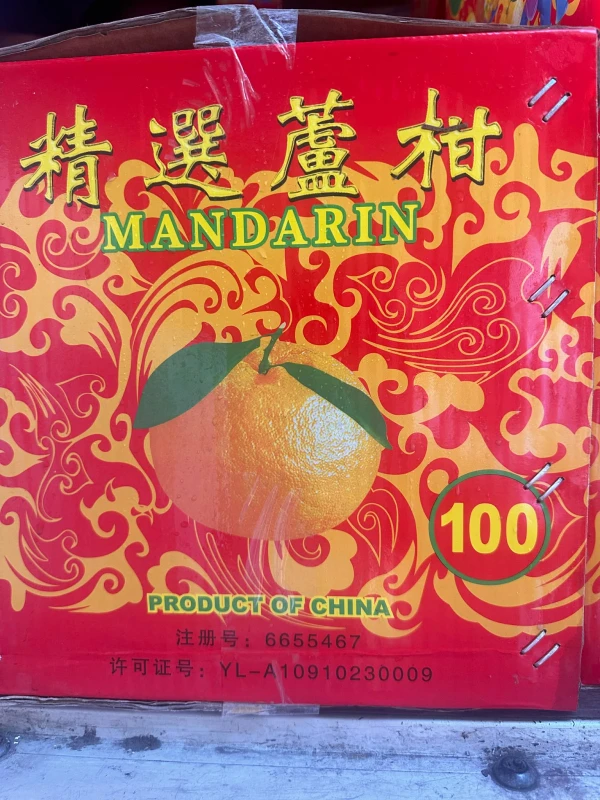 精選蘆柑
MANDARIN
100
PRODUCT OF CHINA
注册号：6655467
许可证号：YL-A10910230009